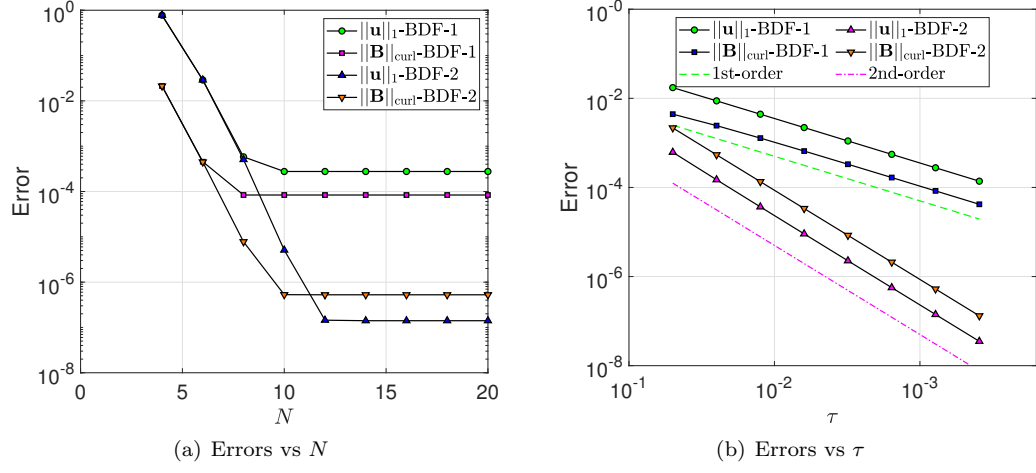 10^-0
10^-2
10^-4
10^-6
10^-8
Error
0 5 10 15 20
N
||u||_1-BDF-1
||B||_curl-BDF-1
||u||_1-BDF-2
||B||_curl-BDF-2
(a) Errors vs N
10^-0
10^-2
10^-4
10^-6
10^-8
Error
10^-1 10^-2 10^-3
τ
||u||_1-BDF-1 ||u||_1-BDF-2
||B||_curl-BDF-1 ||B||_curl-BDF-2
1st-order 2nd-order
(b) Errors vs τ